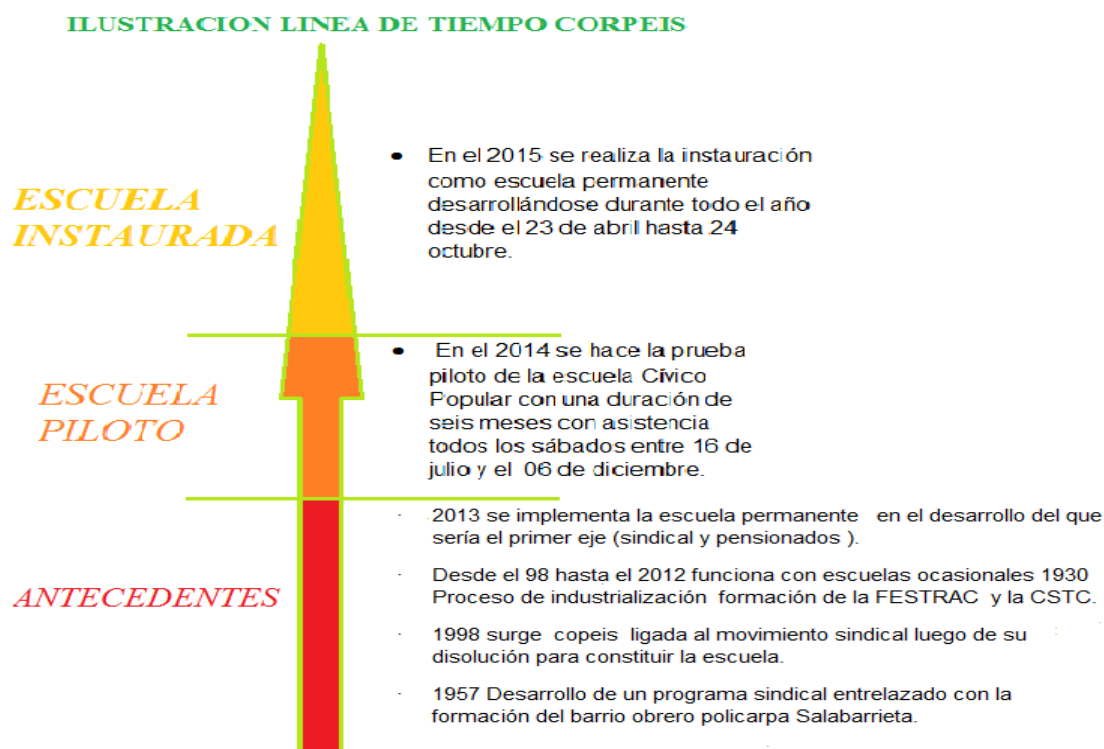 ILUSTRACION LINEA DE TIEMPO CORPEIS
ESCUELA
INSTAURADA
• En el 2015 se realiza la instauración
como escuela permanente
desarrollándose durante todo el año
desde el 23 de abril hasta 24
octubre.
ESCUELA
PILOTO
• En el 2014 se hace la prueba
piloto de la escuela Cívico
Popular con una duración de
seis meses con asistencia
todos los sábados entre 16 de
julio y el 06 de diciembre.
ANTECEDENTES
· 2013 se implementa la escuela permanente en el desarrollo del que
sería el primer eje (sindical y pensionados ).
· Desde el 98 hasta el 2012 funciona con escuelas ocasionales 1930
Proceso de industrialización formación de la FESTRAC y la CSTC.
· 1998 surge copeis ligada al movimiento sindical luego de su
disolución para constituir la escuela.
· 1957 Desarrollo de un programa sindical entrelazado con la
formación del barrio obrero policarpa Salabarrieta.